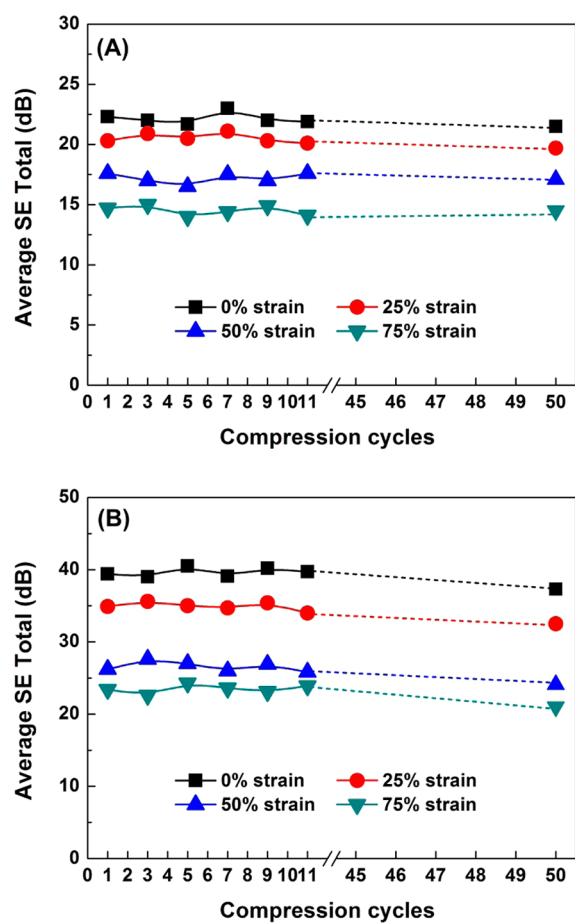 30
(A)
25
20
15
10
5
0
Average SE Total (dB)
0% strain
25% strain
50% strain
75% strain
0 1 2 3 4 5 6 7 8 9 10 11 45 46 47 48 49 50
Compression cycles
50
(B)
40
30
20
10
0
Average SE Total (dB)
0% strain
25% strain
50% strain
75% strain
0 1 2 3 4 5 6 7 8 9 10 11 45 46 47 48 49 50
Compression cycles